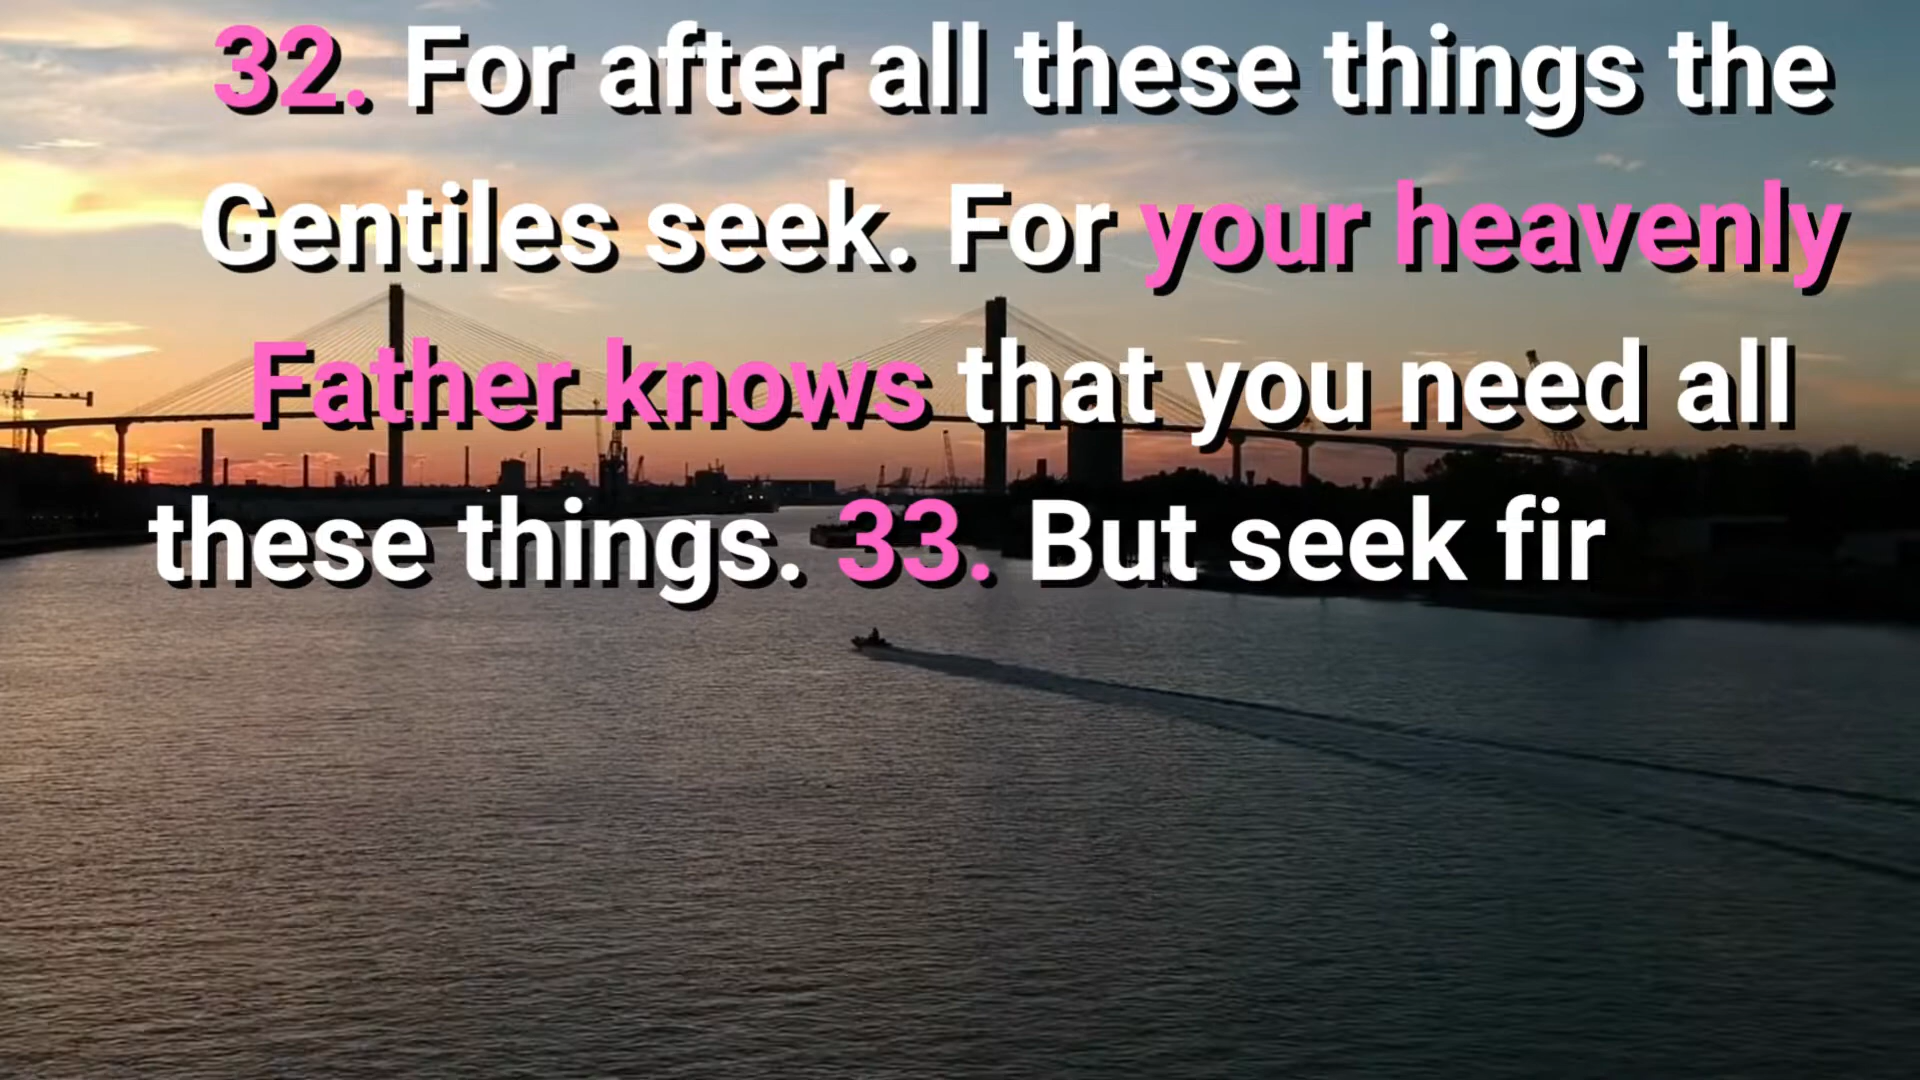 32. For after all these things the
Gentiles seek. For your heavenly
Father knows that you need all
these things. 33. But seek fir